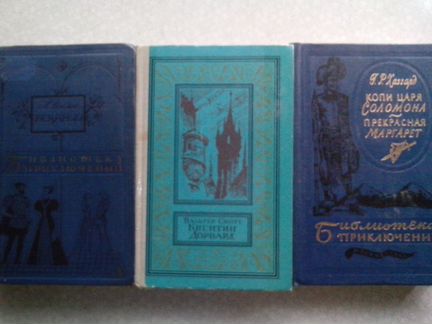 Библиотека
приключений
Вальтер Скотт
Квентин
Дорвард
Г. Р. Хаггард
КОПИ ЦАРЯ
СОЛОМОНА
ПРЕКРАСНАЯ
МАРГАРЕТ
Библиотека
приключений